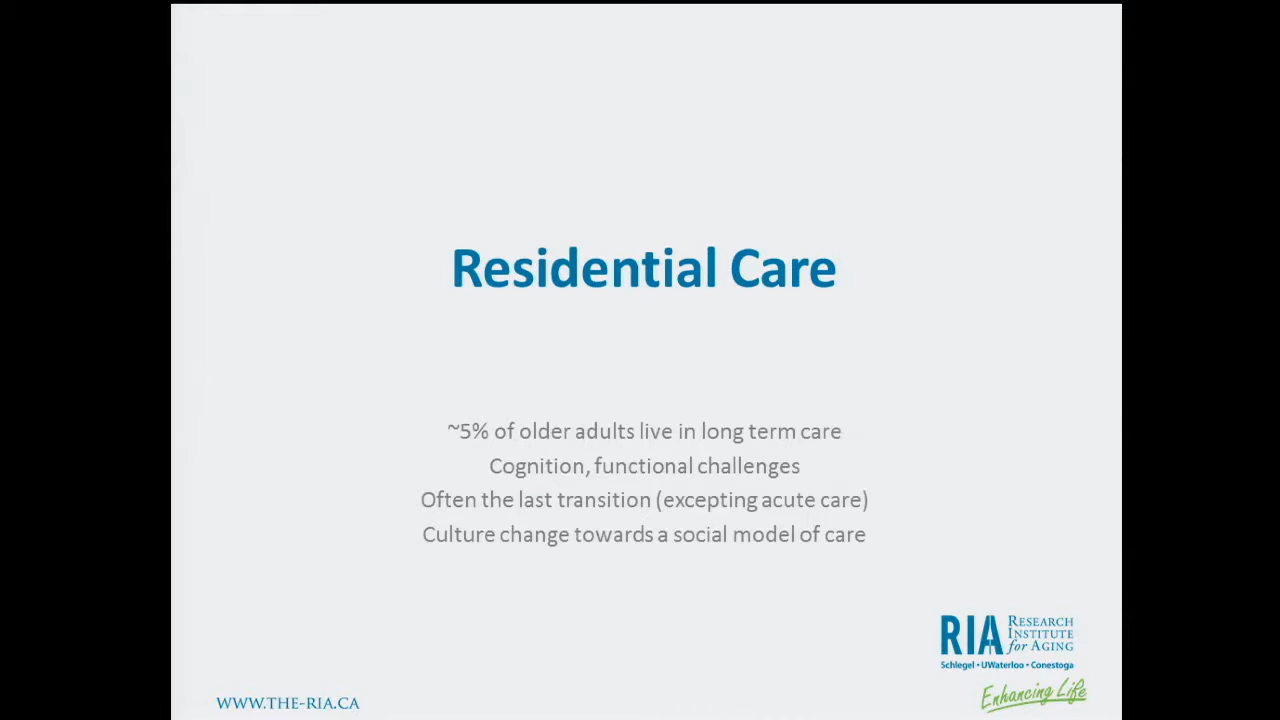 Residential Care
~5% of older adults live in long term care
Cognition, functional challenges
Often the last transition (excepting acute care)
Culture change towards a social model of care
RIA
RESEARCH
INSTITUTE
for AGING
Schlegel • UWaterloo • Conestoga
Enhancing Life
WWW.THE-RIA.CA